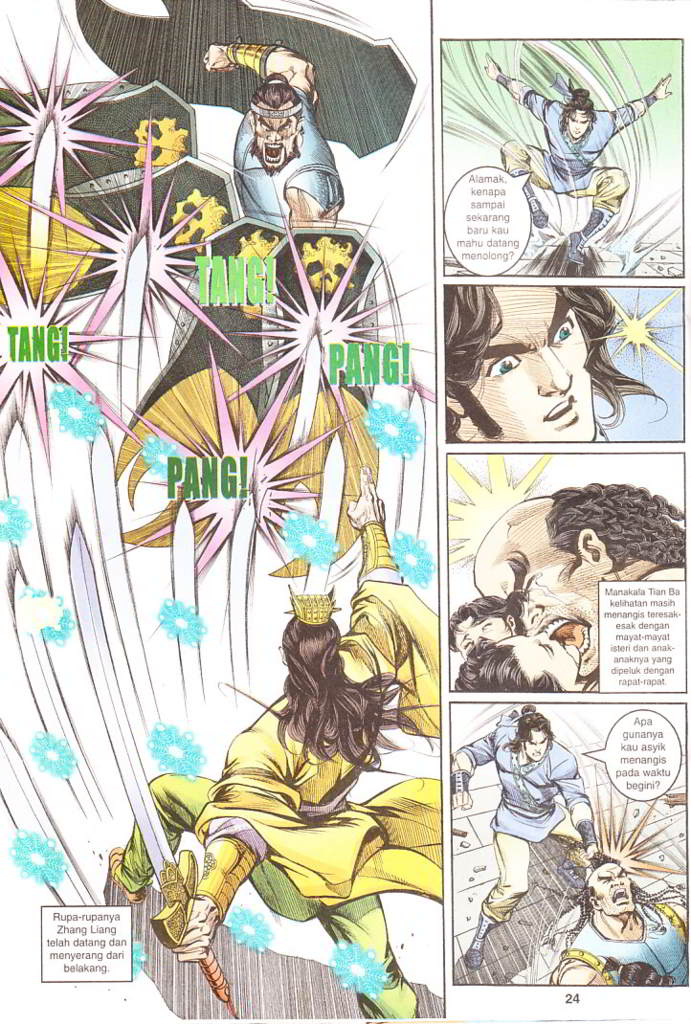 TANG!
TANG!
PANG!
PANG!
Rupa-rupanya
Zhang Liang
telah datang dan
menyerang dari
belakang.
Alamak,
kenapa
sampai
sekarang
baru kau
mahu datang
menolong?
Manakala Tian Ba
kelihatan masih
menangis teresak-
esak dengan
mayat-mayat
isteri dan anak-
anaknya yang
dipeluk dengan
rapat-rapat.
Apa
gunanya
kau asyik
menangis
pada waktu
begini?
24